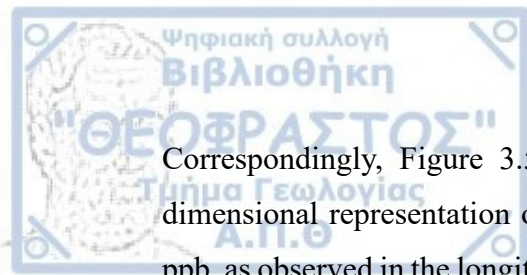 Ψηφιακή συλλογή
Βιβλιοθήκη
"ΘΕΟΦΡΑΣΤΟΣ"
Correspondingly, Figure 3.
Τμήμα Γεωλογίας
dimensional representation
Α.Π.Θ
ppb, as observed in the longit